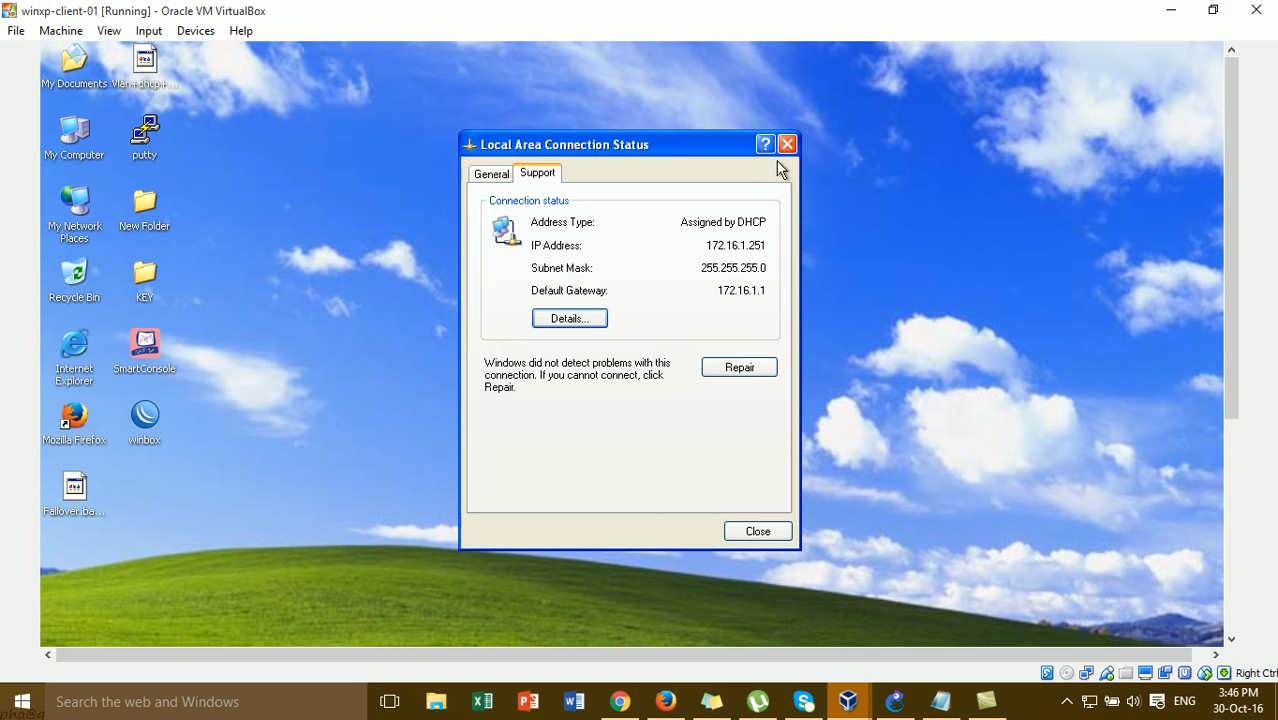 winxp-client-01 [Running] - Oracle VM VirtualBox
File Machine View Input Devices Help
My Documents
Vlan+dhcp+...
My Computer
putty
My Network
Places
New Folder
Recycle Bin
KEY
Internet
Explorer
SmartConsole
Mozilla Firefox
winbox
Failover.ba...
Local Area Connection Status
General Support
Connection status
Address Type: Assigned by DHCP
IP Address: 172.16.1.251
Subnet Mask: 255.255.255.0
Default Gateway: 172.16.1.1
Details...
Windows did not detect problems with this
connection. If you cannot connect, click
Repair.
Repair
Close
Right Ctrl
Search the web and Windows
ENG
3:46 PM
30-Oct-16